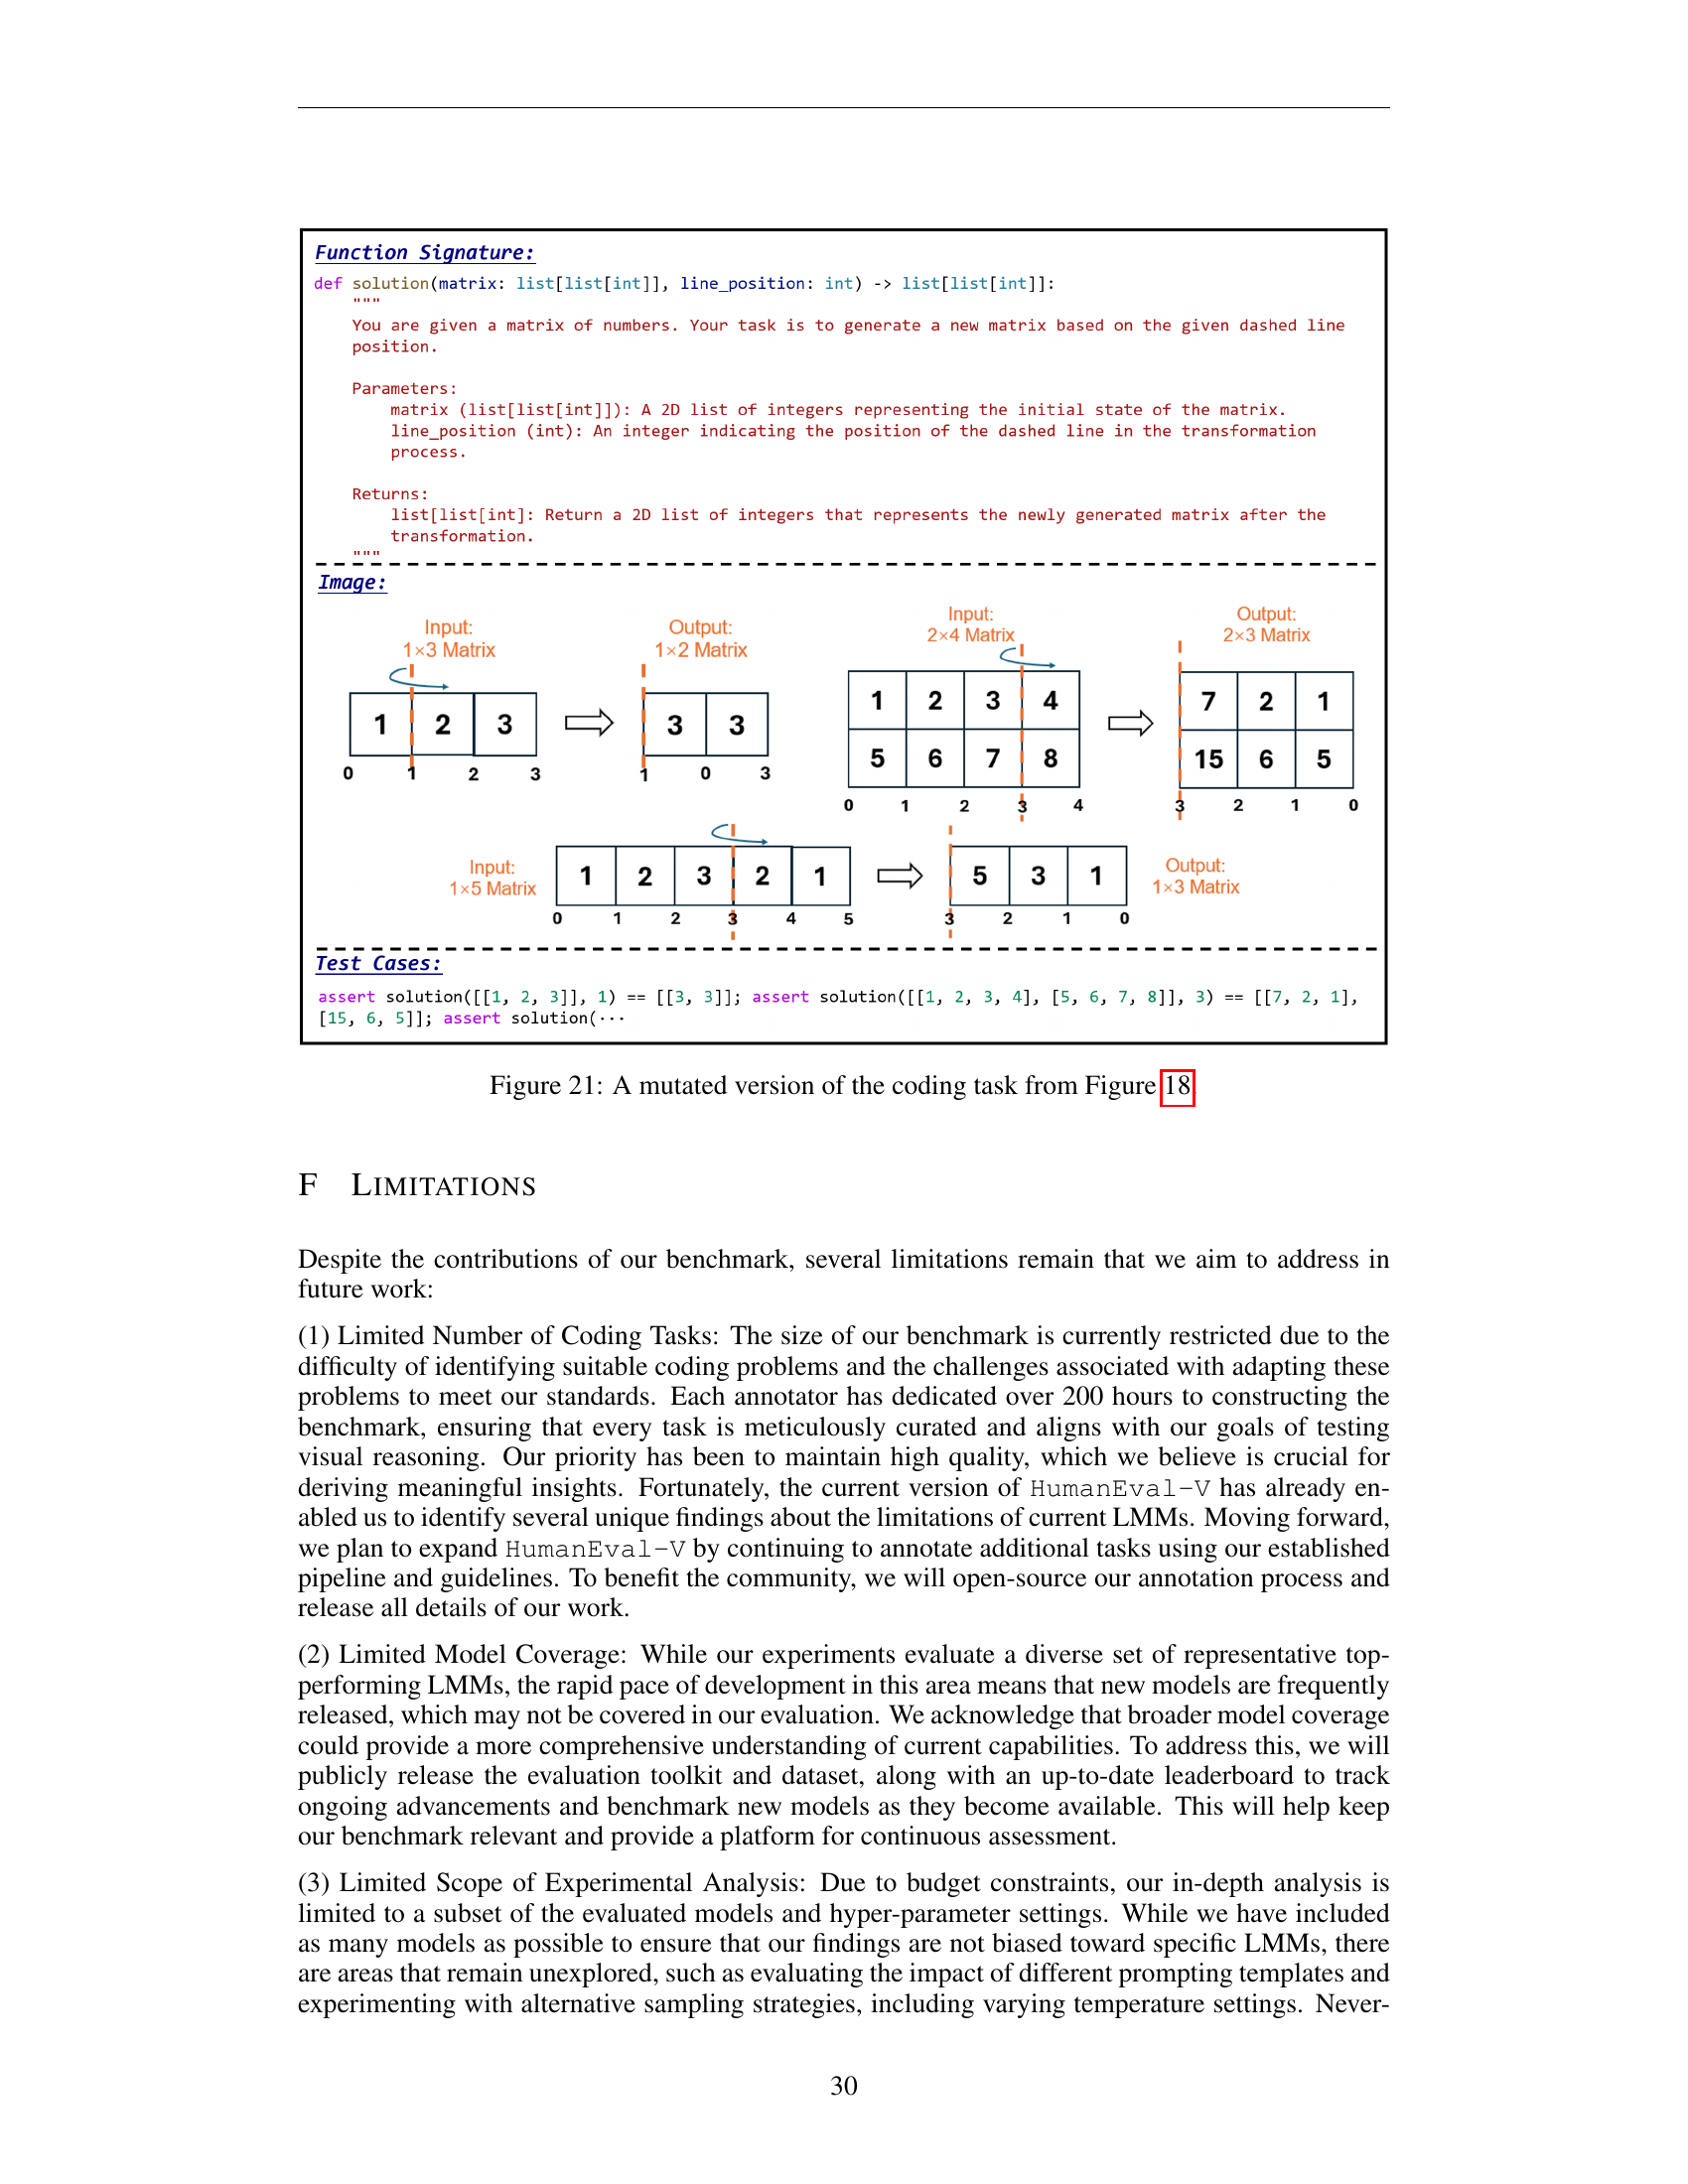 Function Signature:
def solution(matrix: list[list[int]], line_position: int) -> list[list[int]]:
"""
You are given a matrix of numbers. Your task is to generate a new matrix based on the given dashed line
position.
Parameters:
matrix (list[list[int]]): A 2D list of integers representing the initial state of the matrix.
line_position (int): An integer indicating the position of the dashed line in the transformation
process.
Returns:
list[list[int]: Return a 2D list of integers that represents the newly generated matrix after the
transformation.
"""
Image:
Input:
1×3 Matrix
1 2 3
0 1 2 3
Output:
1×2 Matrix
3 3
1 0 3
Input:
2×4 Matrix
1 2 3 4
5 6 7 8
0 1 2 3 4
Output:
2×3 Matrix
7 2 1
15 6 5
3 2 1 0
Input:
1×5 Matrix
1 2 3 2 1
0 1 2 3 4 5
5 3 1
3 2 1 0
Output:
1×3 Matrix
Test Cases:
assert solution([[1, 2, 3]], 1) == [[3, 3]]; assert solution([[1, 2, 3, 4], [5, 6, 7, 8]], 3) == [[7, 2, 1],
[15, 6, 5]]; assert solution(···
Figure 21: A mutated version of the coding task from Figure 18.
F LIMITATIONS
Despite the contributions of our benchmark, several limitations remain that we aim to address in
future work:
(1) Limited Number of Coding Tasks: The size of our benchmark is currently restricted due to the
difficulty of identifying suitable coding problems and the challenges associated with adapting these
problems to meet our standards. Each annotator has dedicated over 200 hours to constructing the
benchmark, ensuring that every task is meticulously curated and aligns with our goals of testing
visual reasoning. Our priority has been to maintain high quality, which we believe is crucial for
deriving meaningful insights. Fortunately, the current version of HumanEval-V has already en-
abled us to identify several unique findings about the limitations of current LMMs. Moving forward,
we plan to expand HumanEval-V by continuing to annotate additional tasks using our established
pipeline and guidelines. To benefit the community, we will open-source our annotation process and
release all details of our work.
(2) Limited Model Coverage: While our experiments evaluate a diverse set of representative top-
performing LMMs, the rapid pace of development in this area means that new models are frequently
released, which may not be covered in our evaluation. We acknowledge that broader model coverage
could provide a more comprehensive understanding of current capabilities. To address this, we will
publicly release the evaluation toolkit and dataset, along with an up-to-date leaderboard to track
ongoing advancements and benchmark new models as they become available. This will help keep
our benchmark relevant and provide a platform for continuous assessment.
(3) Limited Scope of Experimental Analysis: Due to budget constraints, our in-depth analysis is
limited to a subset of the evaluated models and hyper-parameter settings. While we have included
as many models as possible to ensure that our findings are not biased toward specific LMMs, there
are areas that remain unexplored, such as evaluating the impact of different prompting templates and
experimenting with alternative sampling strategies, including varying temperature settings. Never-
30